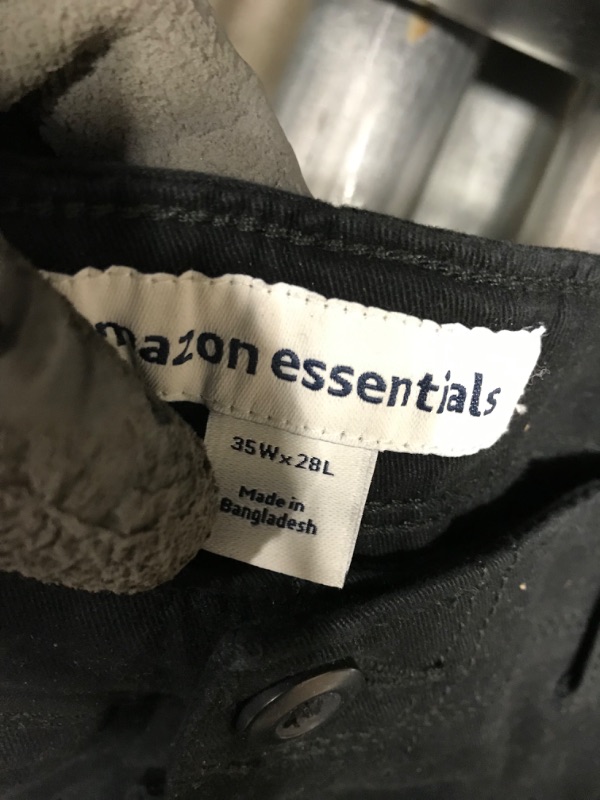 mazon essentials
35W x 28L
Made in
Bangladesh